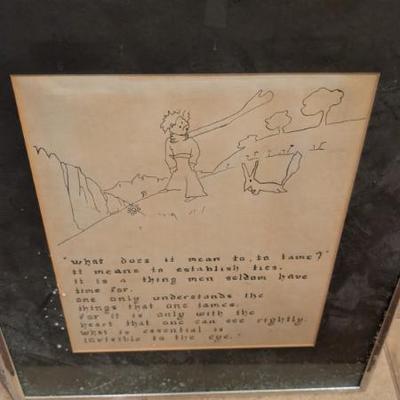 "What does it mean to, to tame?"
it means to establish ties.
it is a thing men seldom have
time for.
one only understands the
things that one tames.
for it is only with the
heart that one can see rightly.
what is essential is
invisible to the eye."